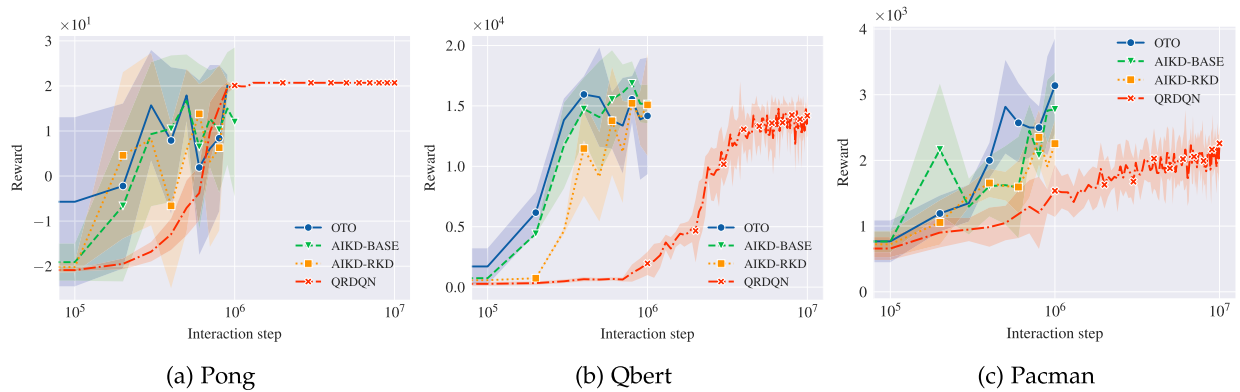 ×10¹
3
2
1
0
−1
−2
Reward
10⁵
10⁶
10⁷
Interaction step
OTO
AIKD-BASE
AIKD-RKD
QRDQN
(a) Pong
×10⁴
2.0
1.5
1.0
0.5
0.0
Reward
10⁵
10⁶
10⁷
Interaction step
OTO
AIKD-BASE
AIKD-RKD
QRDQN
(b) Qbert
×10³
4
3
2
1
0
Reward
10⁵
10⁶
10⁷
Interaction step
OTO
AIKD-BASE
AIKD-RKD
QRDQN
(c) Pacman